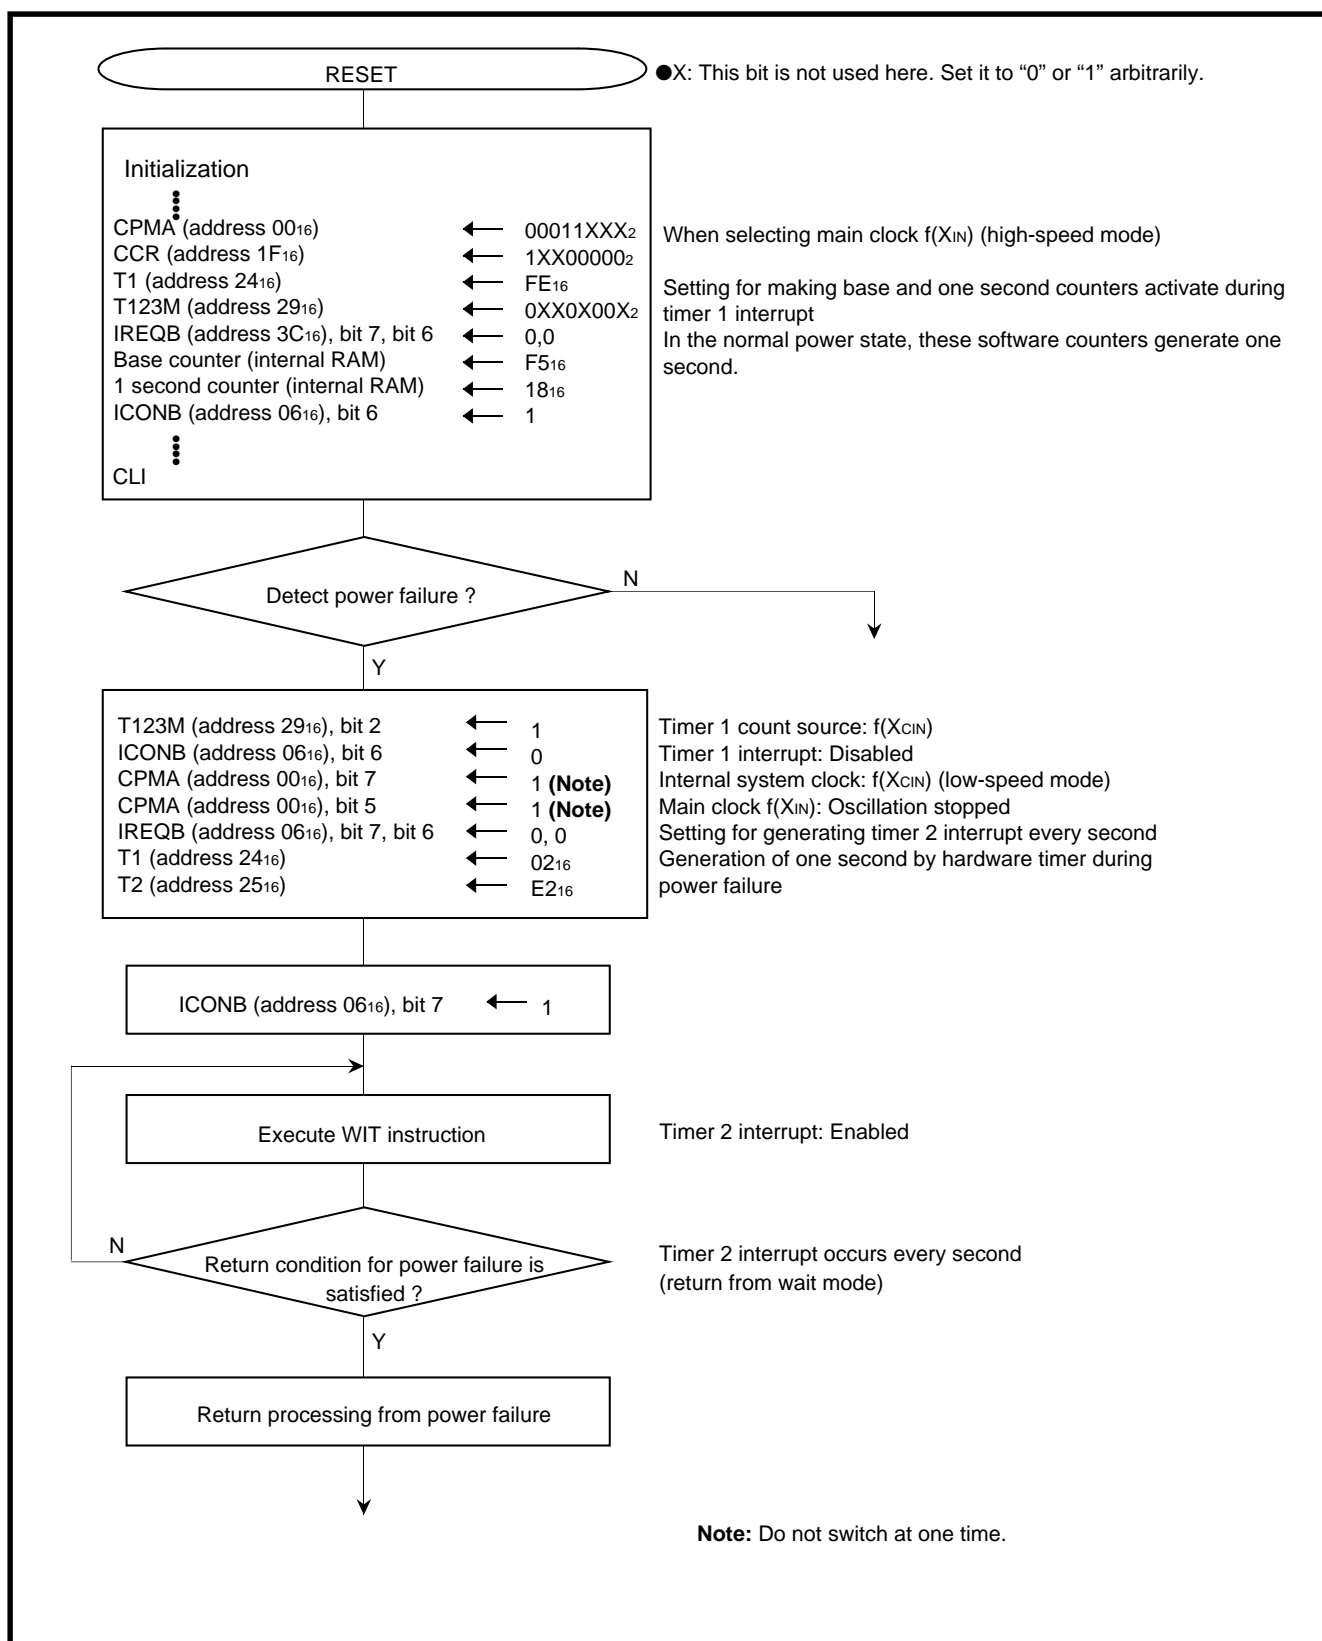 RESET
●X: This bit is not used here. Set it to “0” or “1” arbitrarily.
Initialization
CPMA (address 00₁₆) ← 00011XXX₂ When selecting main clock f(XIN) (high-speed mode)
CCR (address 1F₁₆) ← 1XX00000₂
T1 (address 24₁₆) ← FE₁₆ Setting for making base and one second counters activate during
T123M (address 29₁₆) ← 0XX0X00X₂ timer 1 interrupt
IREQB (address 3C₁₆), bit 7, bit 6 ← 0,0 In the normal power state, these software counters generate one
Base counter (internal RAM) ← F5₁₆ second.
1 second counter (internal RAM) ← 18₁₆
ICONB (address 06₁₆), bit 6 ← 1
CLI
Detect power failure ?
N
Y
T123M (address 29₁₆), bit 2 ← 1 Timer 1 count source: f(XCIN)
ICONB (address 06₁₆), bit 6 ← 0 Timer 1 interrupt: Disabled
CPMA (address 00₁₆), bit 7 ← 1 (Note) Internal system clock: f(XCIN) (low-speed mode)
CPMA (address 00₁₆), bit 5 ← 1 (Note) Main clock f(XIN): Oscillation stopped
IREQB (address 06₁₆), bit 7, bit 6 ← 0, 0 Setting for generating timer 2 interrupt every second
T1 (address 24₁₆) ← 02₁₆ Generation of one second by hardware timer during
T2 (address 25₁₆) ← E2₁₆ power failure
ICONB (address 06₁₆), bit 7 ← 1
Execute WIT instruction
Timer 2 interrupt: Enabled
N
Return condition for power failure is
satisfied ?
Timer 2 interrupt occurs every second
(return from wait mode)
Y
Return processing from power failure
Note: Do not switch at one time.